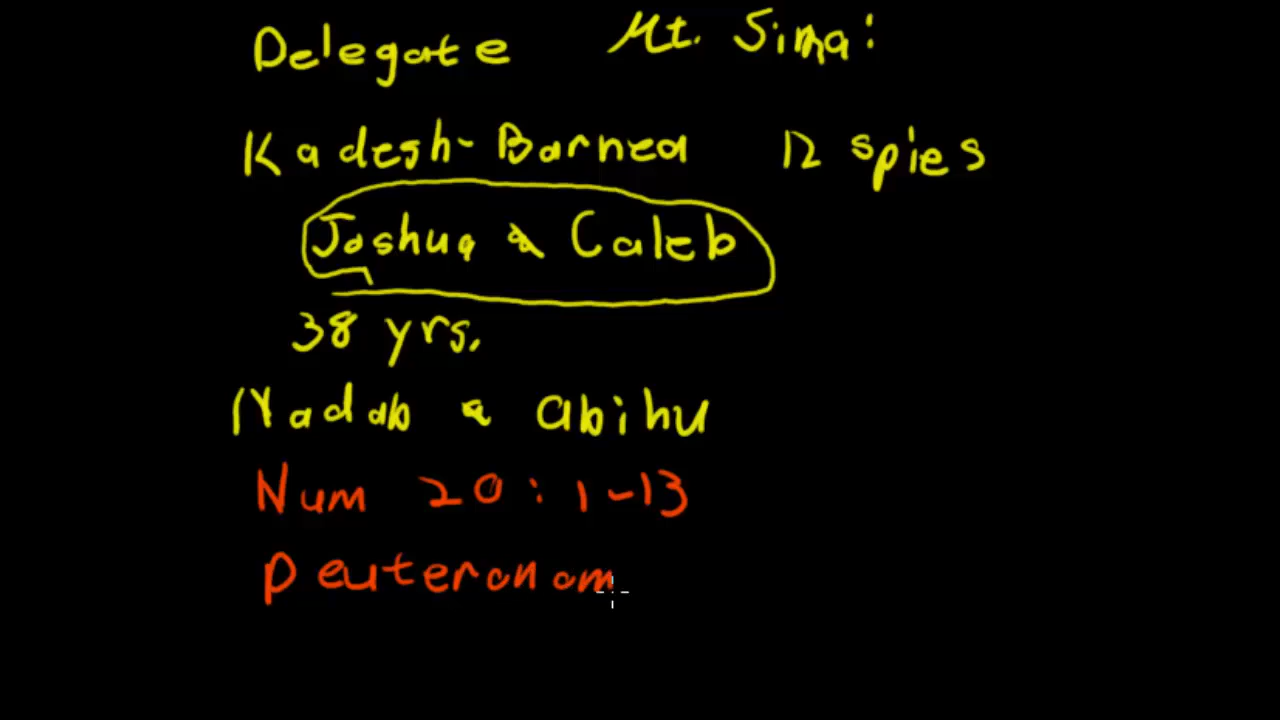 Delegate Mt. Sinai
Kadesh-Barnea 12 spies
Joshua & Caleb
38 yrs.
Nadab & Abihu
Num 20:1-13
Deuteronom